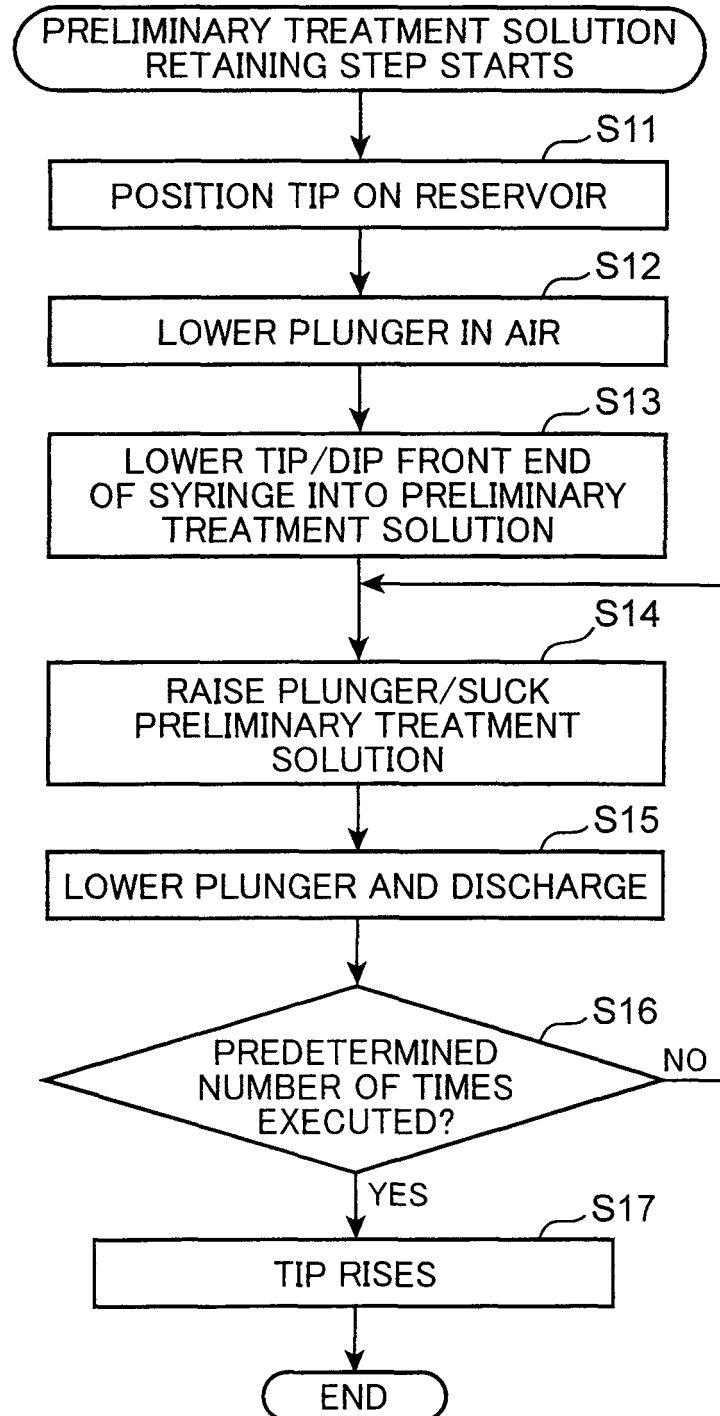 PRELIMINARY TREATMENT SOLUTION
RETAINING STEP STARTS
S11
POSITION TIP ON RESERVOIR
S12
LOWER PLUNGER IN AIR
S13
LOWER TIP/DIP FRONT END
OF SYRINGE INTO PRELIMINARY
TREATMENT SOLUTION
S14
RAISE PLUNGER/SUCK
PRELIMINARY TREATMENT
SOLUTION
S15
LOWER PLUNGER AND DISCHARGE
S16
PREDETERMINED
NUMBER OF TIMES
EXECUTED?
NO
YES
S17
TIP RISES
END